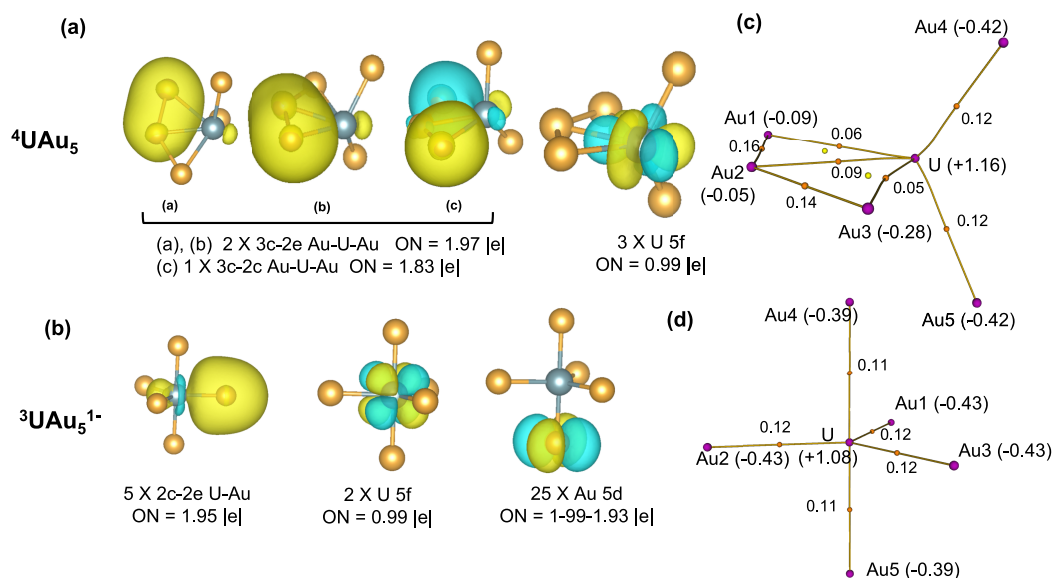 (a)
⁴UAu₅
(a) (b) (c)
(a), (b) 2 X 3c-2e Au-U-Au ON = 1.97 |e|
(c) 1 X 3c-2c Au-U-Au ON = 1.83 |e|
3 X U 5f
ON = 0.99 |e|
(b)
³UAu₅¹⁻
5 X 2c-2e U-Au
ON = 1.95 |e|
2 X U 5f
ON = 0.99 |e|
25 X Au 5d
ON = 1-99-1.93 |e|
(c)
Au4 (-0.42)
0.12
Au1 (-0.09)
0.06
0.16
U (+1.16)
Au2
(-0.05)
0.09
0.05
0.14
0.12
Au3 (-0.28)
Au5 (-0.42)
(d)
Au4 (-0.39)
0.11
Au1 (-0.43)
U
0.12
0.12
Au2 (-0.43)
(+1.08)
0.12
Au3 (-0.43)
0.11
Au5 (-0.39)